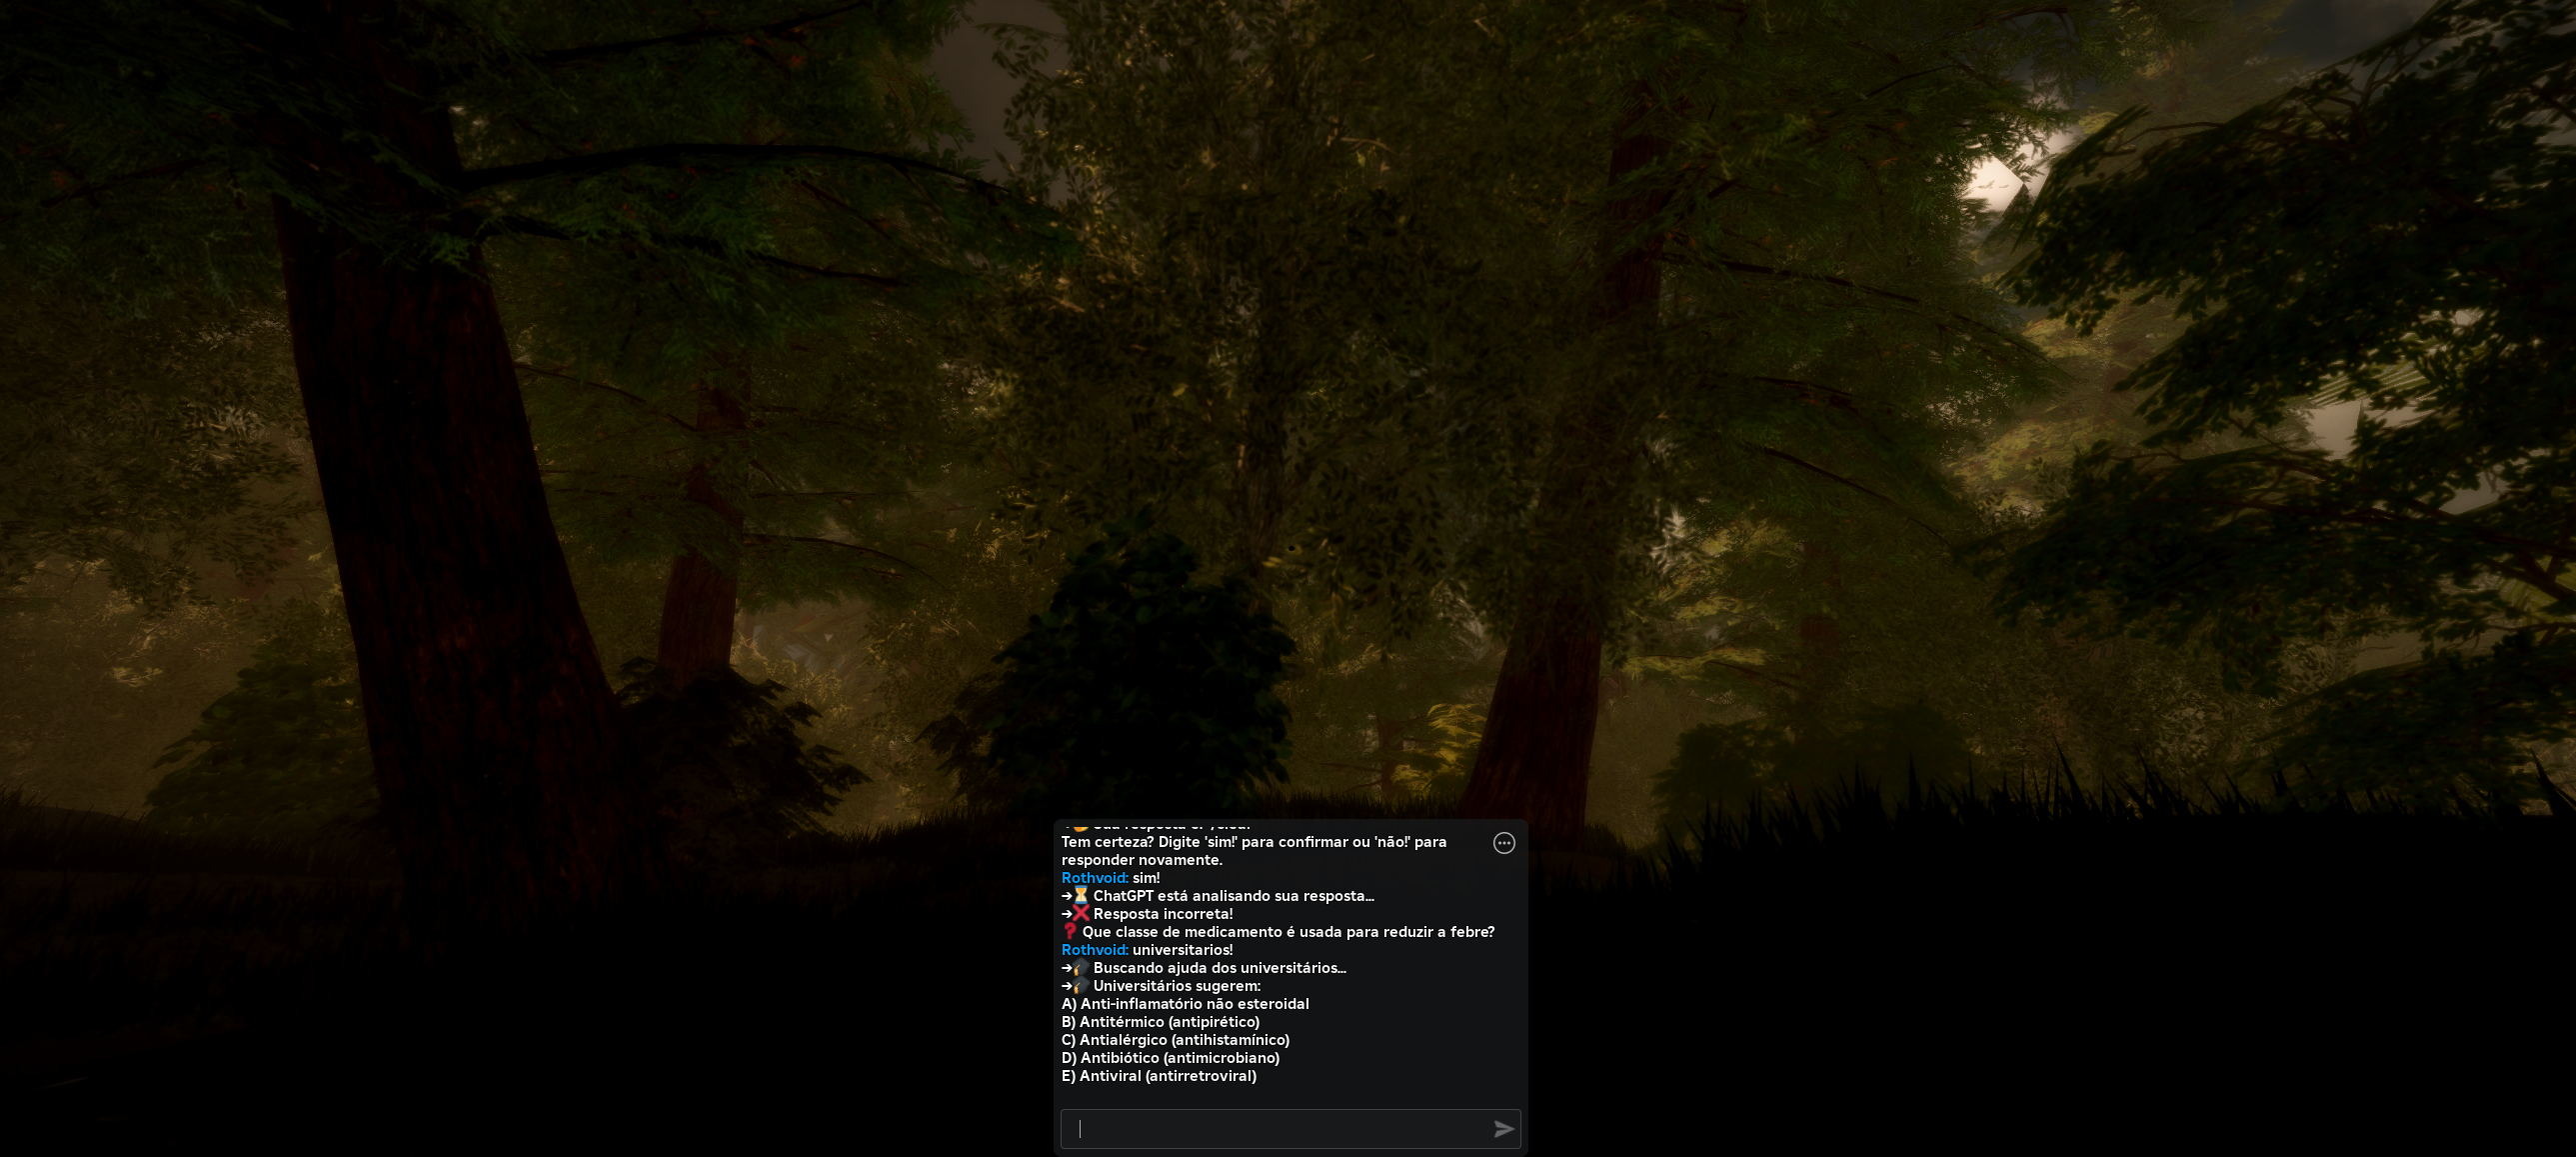 Tem certeza? Digite 'sim!' para confirmar ou 'não!' para
responder novamente.
Rothvoid: sim!
➔⏳ ChatGPT está analisando sua resposta...
➔❌ Resposta incorreta!
❓ Que classe de medicamento é usada para reduzir a febre?
Rothvoid: universitarios!
➔🎓 Buscando ajuda dos universitários...
➔🎓 Universitários sugerem:
A) Anti-inflamatório não esteroidal
B) Antitérmico (antipirético)
C) Antialérgico (antihistamínico)
D) Antibiótico (antimicrobiano)
E) Antiviral (antirretroviral)